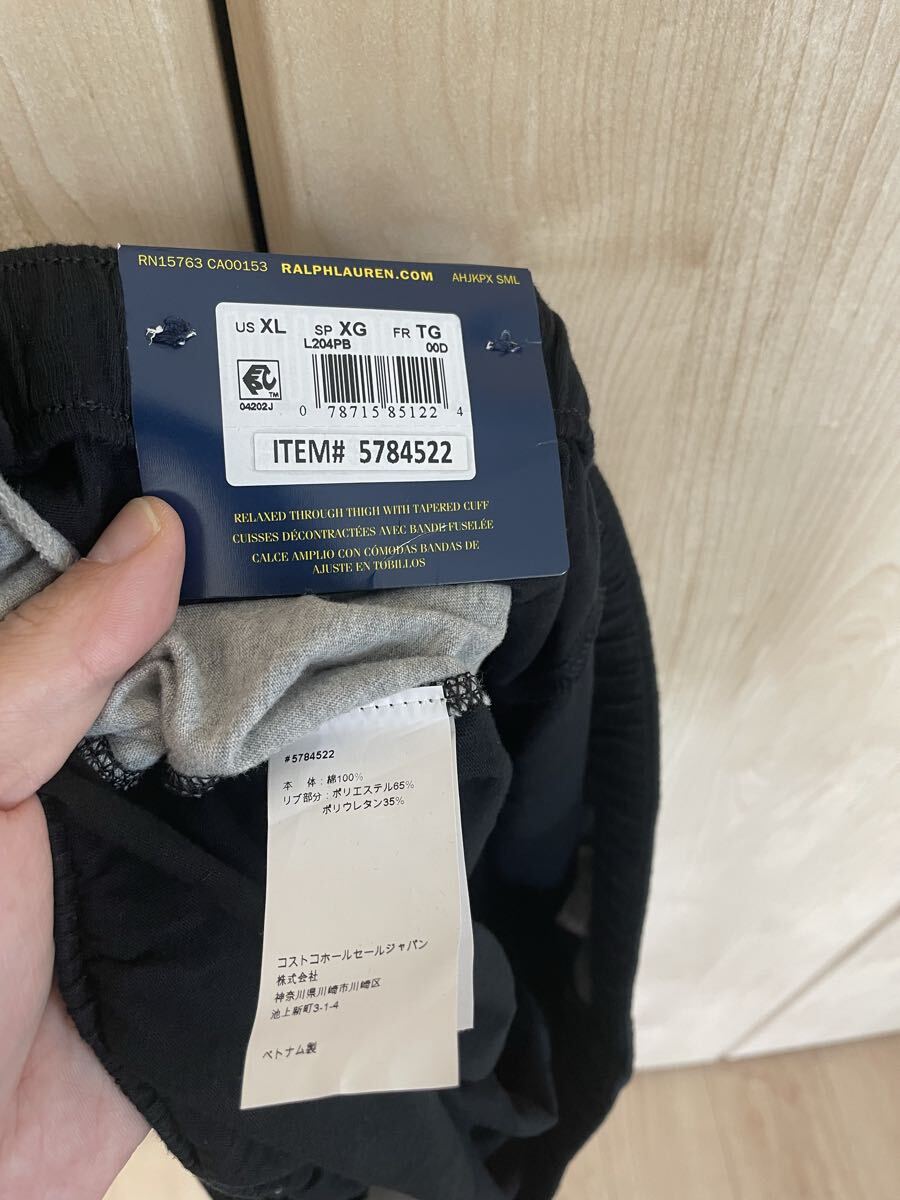 RN15763 CA00153 RALPHLAUREN.COM AHJKPX SML
US XL SP XG FR TG
L204PB 00D
04202J
0 78715 85122 4
ITEM# 5784522
RELAXED THROUGH THIGH WITH TAPERED CUFF
CUISSES DÉCONTRACTÉES AVEC BANDE FUSELÉE
CALCE AMPLIO CON CÓMODAS BANDAS DE
AJUSTE EN TOBILLOS
#5784522
本 体:綿100%
リブ部分:ポリエステル65%
ポリウレタン35%
コストコホールセールジャパン
株式会社
神奈川県川崎市川崎区
池上新町3-1-4
ベトナム製